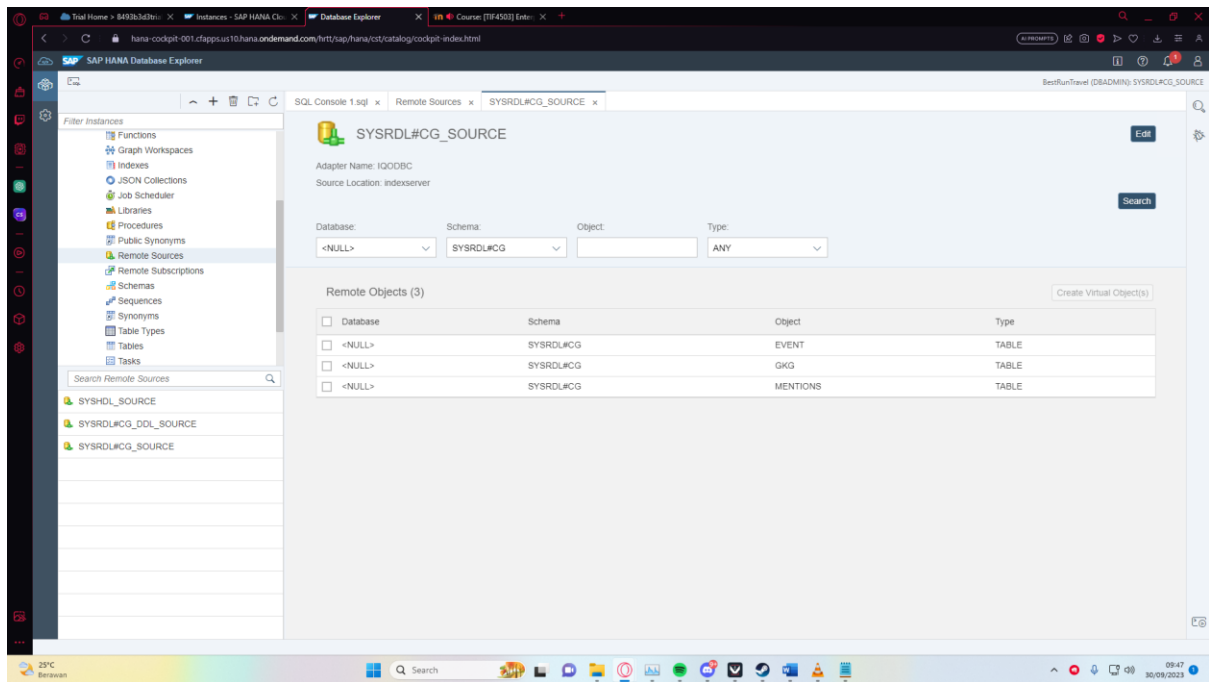 Trial Home > 8493b3d3tria
Instances - SAP HANA Clou
Database Explorer
Course: [TIF4503] Enter
hana-cockpit-001.cfapps.us10.hana.ondemand.com/hrtt/sap/hana/cst/catalog/cockpit-index.html
AI PROMPTS
SAP SAP HANA Database Explorer
BestRunTravel (DBADMIN): SYSRDL#CG_SOURCE
SQL Console 1.sql
Remote Sources
SYSRDL#CG_SOURCE
Filter Instances
Functions
Graph Workspaces
Indexes
JSON Collections
Job Scheduler
Libraries
Procedures
Public Synonyms
Remote Sources
Remote Subscriptions
Schemas
Sequences
Synonyms
Table Types
Tables
Tasks
Search Remote Sources
SYSHDL_SOURCE
SYSRDL#CG_DDL_SOURCE
SYSRDL#CG_SOURCE
SYSRDL#CG_SOURCE
Edit
Adapter Name: IQODBC
Source Location: indexserver
Search
Database: Schema: Object: Type:
<NULL> SYSRDL#CG ANY
Remote Objects (3)
Create Virtual Object(s)
Database Schema Object Type
<NULL> SYSRDL#CG EVENT TABLE
<NULL> SYSRDL#CG GKG TABLE
<NULL> SYSRDL#CG MENTIONS TABLE
25°C
Berawan
Search
09:47
30/09/2023